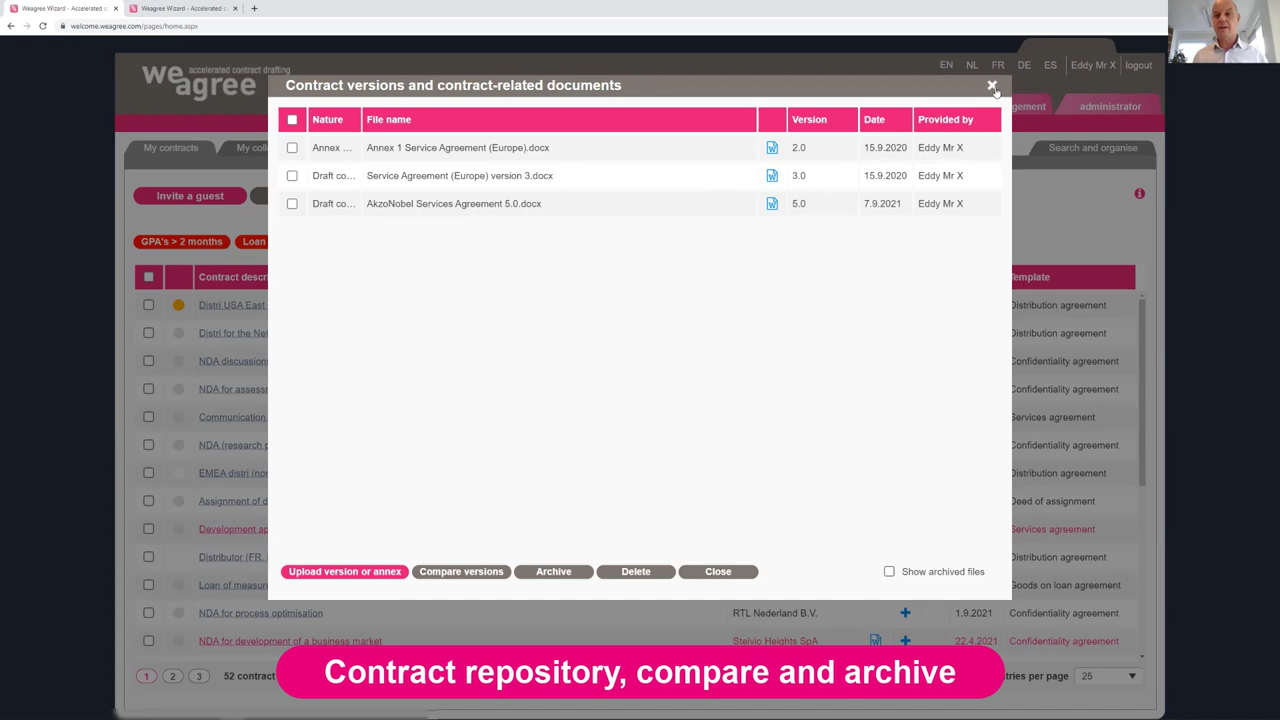 Weagree Wizard - Accelerated c
Weagree Wizard - Accelerated c
welcome.weagree.com/pages/home.aspx
weagree accelerated contract drafting
EN NL FR DE ES Eddy Mr X logout
administrator
My contracts
Search and organise
Invite a guest
GPA's > 2 months
Loan
Contract descr
Template
Distri USA East
Distribution agreement
Distri for the Net
Distribution agreement
NDA discussions
Confidentiality agreement
NDA for assess
Confidentiality agreement
Communication
Services agreement
NDA (research p
Confidentiality agreement
EMEA distri (nor
Distribution agreement
Assignment of d
Deed of assignment
Development ap
Services agreement
Distributor (FR,
Distribution agreement
Loan of measur
Goods on loan agreement
NDA for process optimisation RTL Nederland B.V. 1.9.2021 Confidentiality agreement
NDA for development of a business market Stelvio Heights SpA 22.4.2021 Confidentiality agreement
1 2 3 52 contract
entries per page 25
Contract versions and contract-related documents
Nature File name Version Date Provided by
Annex ... Annex 1 Service Agreement (Europe).docx 2.0 15.9.2020 Eddy Mr X
Draft co... Service Agreement (Europe) version 3.docx 3.0 15.9.2020 Eddy Mr X
Draft co... AkzoNobel Services Agreement 5.0.docx 5.0 7.9.2021 Eddy Mr X
Upload version or annex Compare versions Archive Delete Close Show archived files
Contract repository, compare and archive